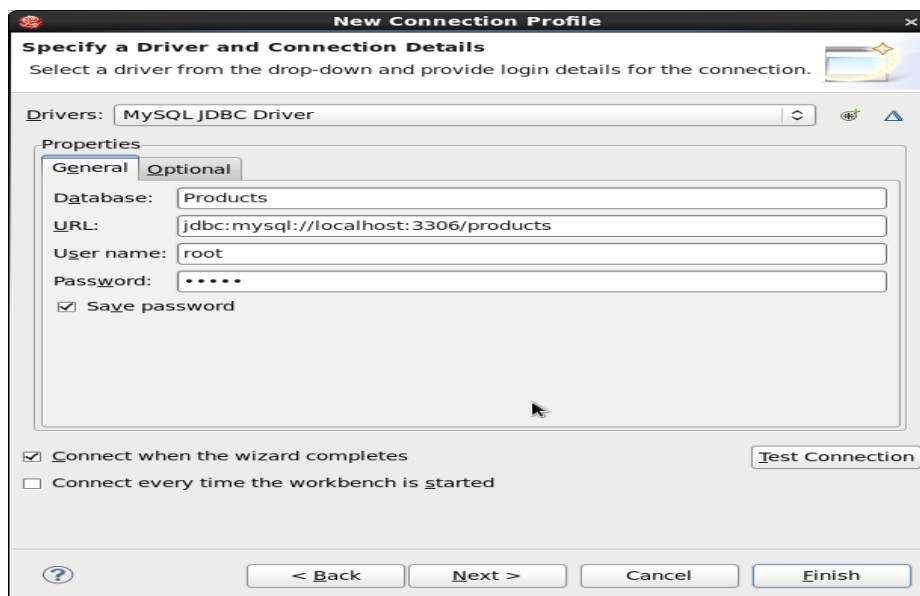 New Connection Profile
Specify a Driver and Connection Details
Select a driver from the drop-down and provide login details for the connection.
Drivers: MySQL JDBC Driver
Properties
General Optional
Database: Products
URL: jdbc:mysql://localhost:3306/products
User name: root
Password: •••••
Save password
Connect when the wizard completes
Test Connection
Connect every time the workbench is started
< Back Next > Cancel Finish